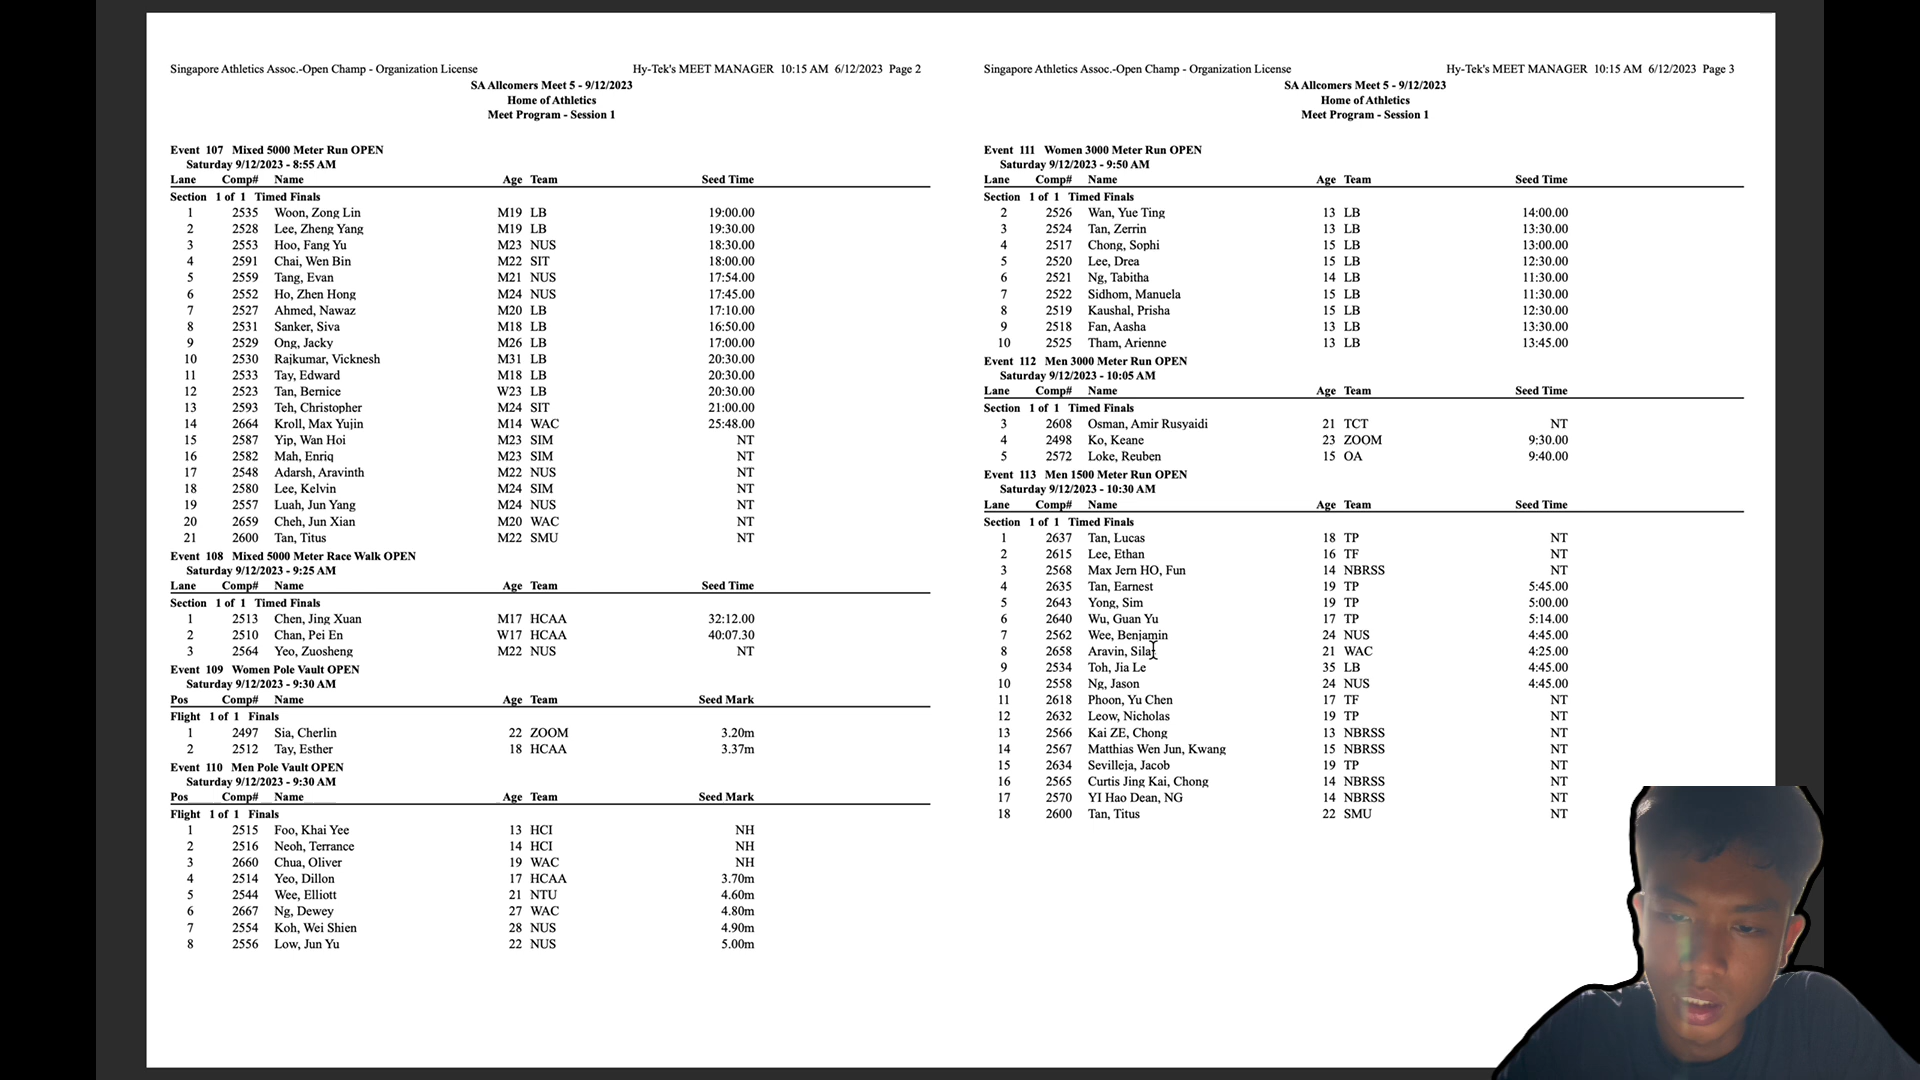 Singapore Athletics Assoc.-Open Champ - Organization License Hy-Tek's MEET MANAGER 10:15 AM 6/12/2023 Page 2
SA Allcomers Meet 5 - 9/12/2023
Home of Athletics
Meet Program - Session 1
Event 107 Mixed 5000 Meter Run OPEN
Saturday 9/12/2023 - 8:55 AM
Lane Comp# Name Age Team Seed Time
Section 1 of 1 Timed Finals
1 2535 Woon, Zong Lin M19 LB 19:00.00
2 2528 Lee, Zheng Yang M19 LB 19:30.00
3 2553 Hoo, Fang Yu M23 NUS 18:30.00
4 2591 Chai, Wen Bin M22 SIT 18:00.00
5 2559 Tang, Evan M21 NUS 17:54.00
6 2552 Ho, Zhen Hong M24 NUS 17:45.00
7 2527 Ahmed, Nawaz M20 LB 17:10.00
8 2531 Sanker, Siva M18 LB 16:50.00
9 2529 Ong, Jacky M26 LB 17:00.00
10 2530 Rajkumar, Vicknesh M31 LB 20:30.00
11 2533 Tay, Edward M18 LB 20:30.00
12 2523 Tan, Bernice W23 LB 20:30.00
13 2593 Teh, Christopher M24 SIT 21:00.00
14 2664 Kroll, Max Yujin M14 WAC 25:48.00
15 2587 Yip, Wan Hoi M23 SIM NT
16 2582 Mah, Enriq M23 SIM NT
17 2548 Adarsh, Aravinth M22 NUS NT
18 2580 Lee, Kelvin M24 SIM NT
19 2557 Luah, Jun Yang M24 NUS NT
20 2659 Cheh, Jun Xian M20 WAC NT
21 2600 Tan, Titus M22 SMU NT
Event 108 Mixed 5000 Meter Race Walk OPEN
Saturday 9/12/2023 - 9:25 AM
Lane Comp# Name Age Team Seed Time
Section 1 of 1 Timed Finals
1 2513 Chen, Jing Xuan M17 HCAA 32:12.00
2 2510 Chan, Pei En W17 HCAA 40:07.30
3 2564 Yeo, Zuosheng M22 NUS NT
Event 109 Women Pole Vault OPEN
Saturday 9/12/2023 - 9:30 AM
Pos Comp# Name Age Team Seed Mark
Flight 1 of 1 Finals
1 2497 Sia, Cherlin 22 ZOOM 3.20m
2 2512 Tay, Esther 18 HCAA 3.37m
Event 110 Men Pole Vault OPEN
Saturday 9/12/2023 - 9:30 AM
Pos Comp# Name Age Team Seed Mark
Flight 1 of 1 Finals
1 2515 Foo, Khai Yee 13 HCI NH
2 2516 Neoh, Terrance 14 HCI NH
3 2660 Chua, Oliver 19 WAC NH
4 2514 Yeo, Dillon 17 HCAA 3.70m
5 2544 Wee, Elliott 21 NTU 4.60m
6 2667 Ng, Dewey 27 WAC 4.80m
7 2554 Koh, Wei Shien 28 NUS 4.90m
8 2556 Low, Jun Yu 22 NUS 5.00m
Singapore Athletics Assoc.-Open Champ - Organization License Hy-Tek's MEET MANAGER 10:15 AM 6/12/2023 Page 3
SA Allcomers Meet 5 - 9/12/2023
Home of Athletics
Meet Program - Session 1
Event 111 Women 3000 Meter Run OPEN
Saturday 9/12/2023 - 9:50 AM
Lane Comp# Name Age Team Seed Time
Section 1 of 1 Timed Finals
2 2526 Wan, Yue Ting 13 LB 14:00.00
3 2524 Tan, Zerrin 13 LB 13:30.00
4 2517 Chong, Sophi 15 LB 13:00.00
5 2520 Lee, Drea 15 LB 12:30.00
6 2521 Ng, Tabitha 14 LB 11:30.00
7 2522 Sidhom, Manuela 15 LB 11:30.00
8 2519 Kaushal, Prisha 15 LB 12:30.00
9 2518 Fan, Aasha 13 LB 13:30.00
10 2525 Tham, Arienne 13 LB 13:45.00
Event 112 Men 3000 Meter Run OPEN
Saturday 9/12/2023 - 10:05 AM
Lane Comp# Name Age Team Seed Time
Section 1 of 1 Timed Finals
3 2608 Osman, Amir Rusyaidi 21 TCT NT
4 2498 Ko, Keane 23 ZOOM 9:30.00
5 2572 Loke, Reuben 15 OA 9:40.00
Event 113 Men 1500 Meter Run OPEN
Saturday 9/12/2023 - 10:30 AM
Lane Comp# Name Age Team Seed Time
Section 1 of 1 Timed Finals
1 2637 Tan, Lucas 18 TP NT
2 2615 Lee, Ethan 16 TF NT
3 2568 Max Jern HO, Fun 14 NBRSS NT
4 2635 Tan, Earnest 19 TP 5:45.00
5 2643 Yong, Sim 19 TP 5:00.00
6 2640 Wu, Guan Yu 17 TP 5:14.00
7 2562 Wee, Benjamin 24 NUS 4:45.00
8 2658 Aravin, 21 WAC 4:25.00
9 2534 Toh, Jia Le 35 LB 4:45.00
10 2558 Ng, Jason 24 NUS 4:45.00
11 2618 Phoon, Yu Chen 17 TF NT
12 2632 Leow, Nicholas 19 TP NT
13 2566 Kai ZE, Chong 13 NBRSS NT
14 2567 Matthias Wen Jun, Kwang 15 NBRSS NT
15 2634 Sevilleja, Jacob 19 TP NT
16 2565 Curtis Jing Kai, Chong 14 NBRSS NT
17 2570 YI Hao Dean, NG 14 NBRSS NT
18 2600 Tan, Titus 22 SMU NT